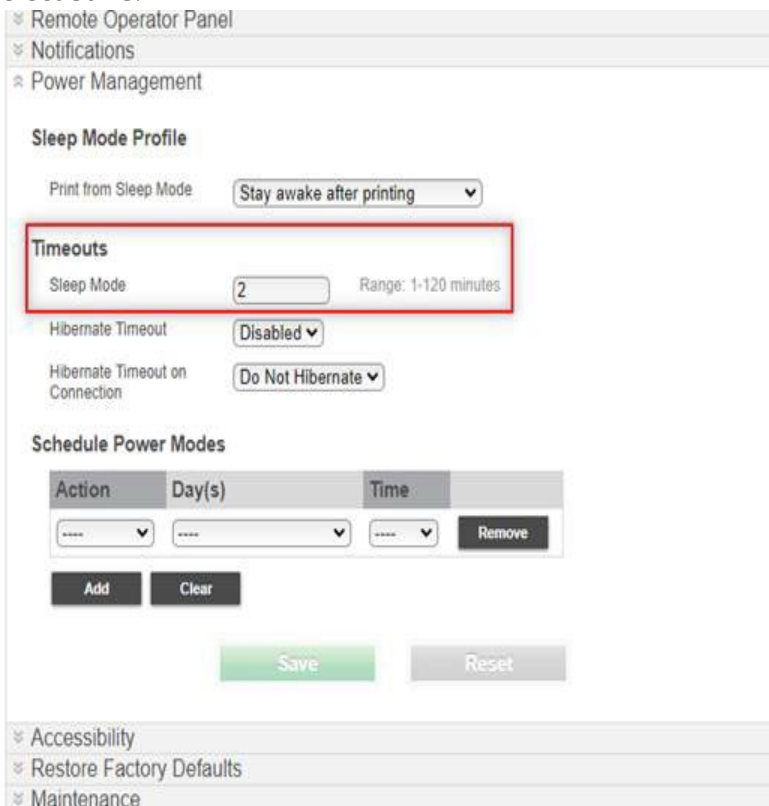 Remote Operator Panel
Notifications
Power Management
Sleep Mode Profile
Print from Sleep Mode Stay awake after printing
Timeouts
Sleep Mode 2 Range: 1-120 minutes
Hibernate Timeout Disabled
Hibernate Timeout on
Connection
Do Not Hibernate
Schedule Power Modes
Action Day(s) Time
---- ---- ---- Remove
Add Clear
Save Reset
Accessibility
Restore Factory Defaults
Maintenance